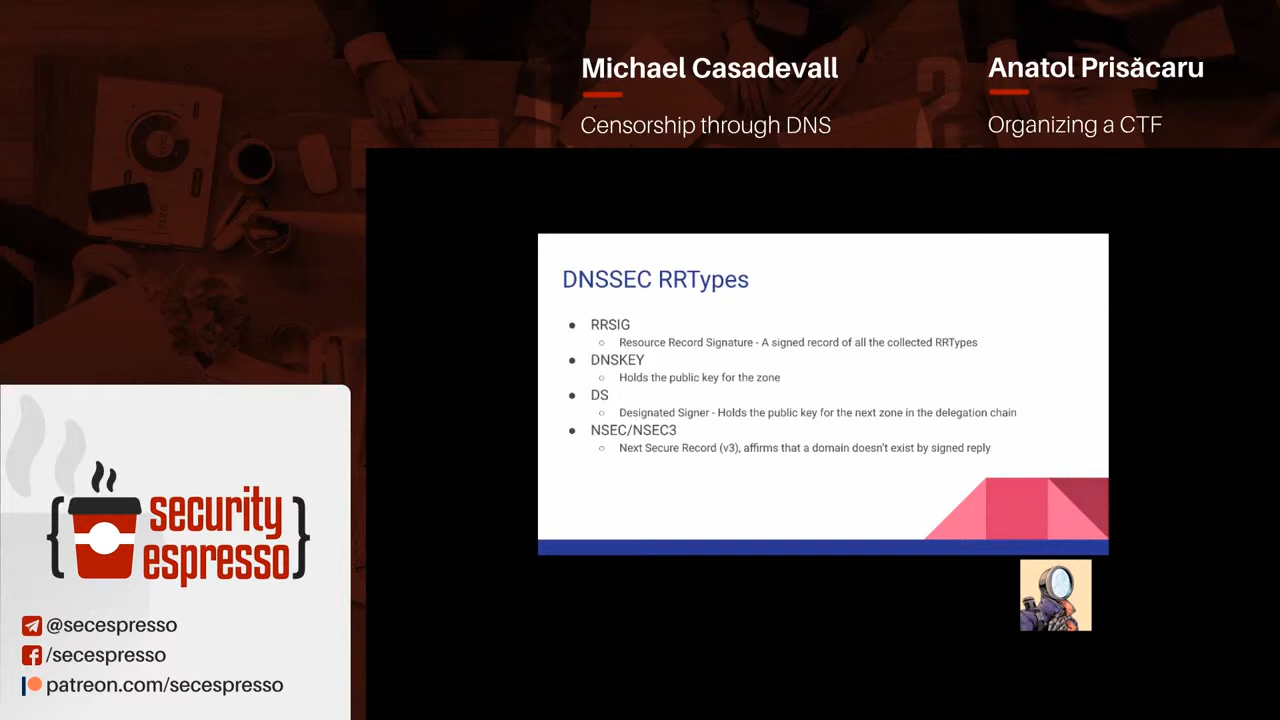 Michael Casadevall
Censorship through DNS
Anatol Prisăcaru
Organizing a CTF
1
2
DNSSEC RRTypes
RRSIG
Resource Record Signature - A signed record of all the collected RRTypes
DNSKEY
Holds the public key for the zone
DS
Designated Signer - Holds the public key for the next zone in the delegation chain
NSEC/NSEC3
Next Secure Record (v3), affirms that a domain doesn't exist by signed reply
{security
espresso}
@secespresso
/secespresso
patreon.com/secespresso